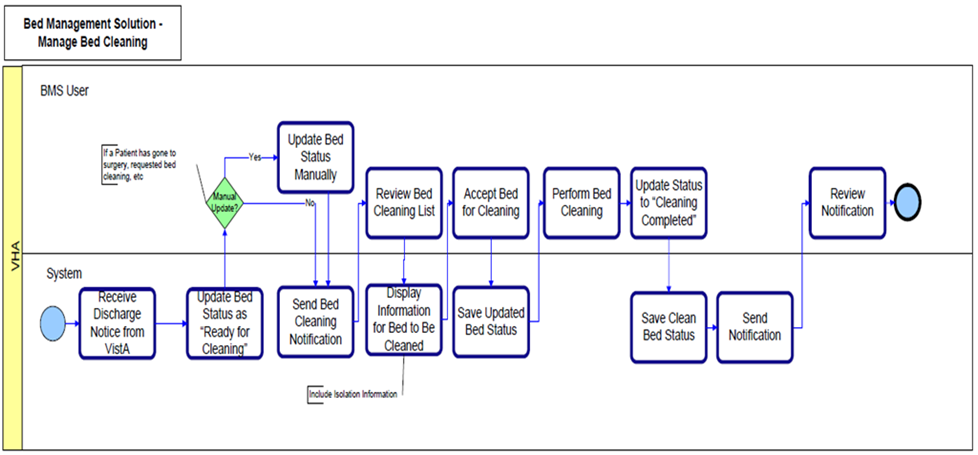 Bed Management Solution -
Manage Bed Cleaning
VHA
BMS User
If a Patient has gone to
surgery, requested bed
cleaning, etc
Manual
Update?
Yes
No
Update Bed
Status
Manually
Review Bed
Cleaning List
Accept Bed
for Cleaning
Perform Bed
Cleaning
Update Status
to “Cleaning
Completed”
Review
Notification
System
Receive
Discharge
Notice from
VistA
Update Bed
Status as
“Ready for
Cleaning”
Send Bed
Cleaning
Notification
Display
Information
for Bed to Be
Cleaned
Save Updated
Bed Status
Save Clean
Bed Status
Send
Notification
Include Isolation Information